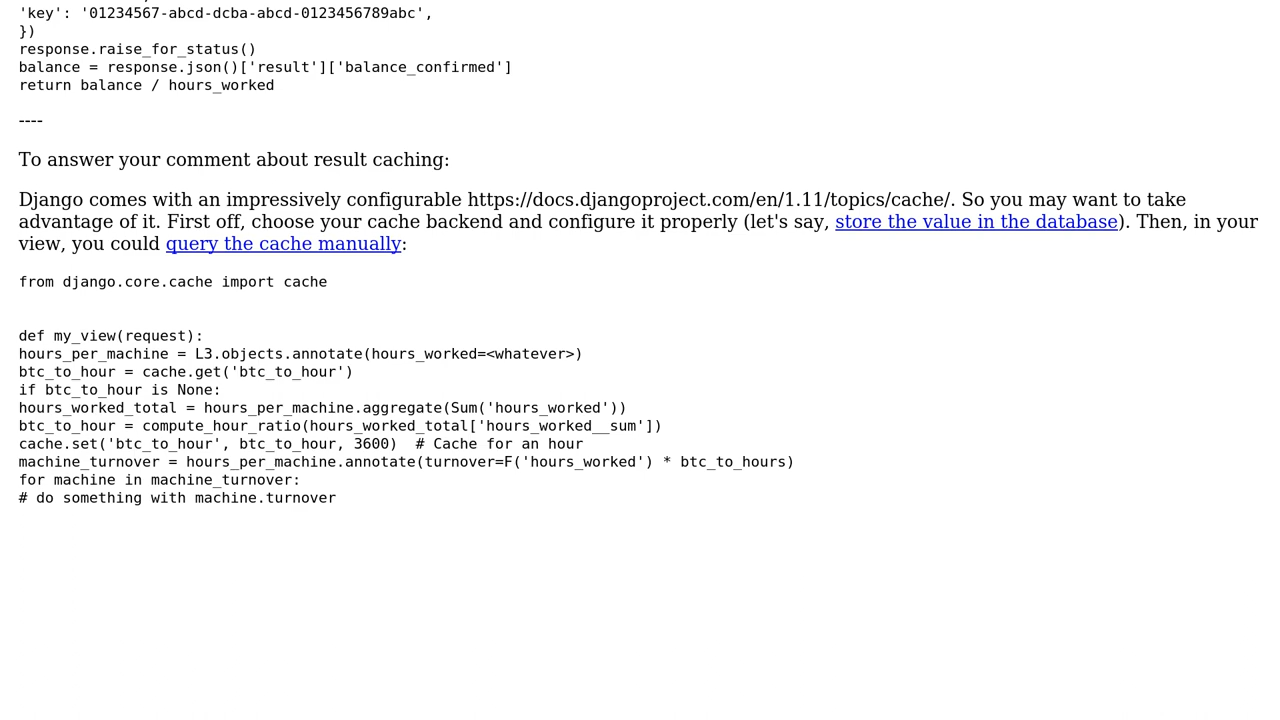 'key': '01234567-abcd-dcba-abcd-0123456789abc',
})
response.raise_for_status()
balance = response.json()['result']['balance_confirmed']
return balance / hours_worked
----
To answer your comment about result caching:
Django comes with an impressively configurable https://docs.djangoproject.com/en/1.11/topics/cache/. So you may want to take
advantage of it. First off, choose your cache backend and configure it properly (let's say, store the value in the database). Then, in your
view, you could query the cache manually:
from django.core.cache import cache
def my_view(request):
hours_per_machine = L3.objects.annotate(hours_worked=<whatever>)
btc_to_hour = cache.get('btc_to_hour')
if btc_to_hour is None:
hours_worked_total = hours_per_machine.aggregate(Sum('hours_worked'))
btc_to_hour = compute_hour_ratio(hours_worked_total['hours_worked__sum'])
cache.set('btc_to_hour', btc_to_hour, 3600)  # Cache for an hour
machine_turnover = hours_per_machine.annotate(turnover=F('hours_worked') * btc_to_hours)
for machine in machine_turnover:
# do something with machine.turnover